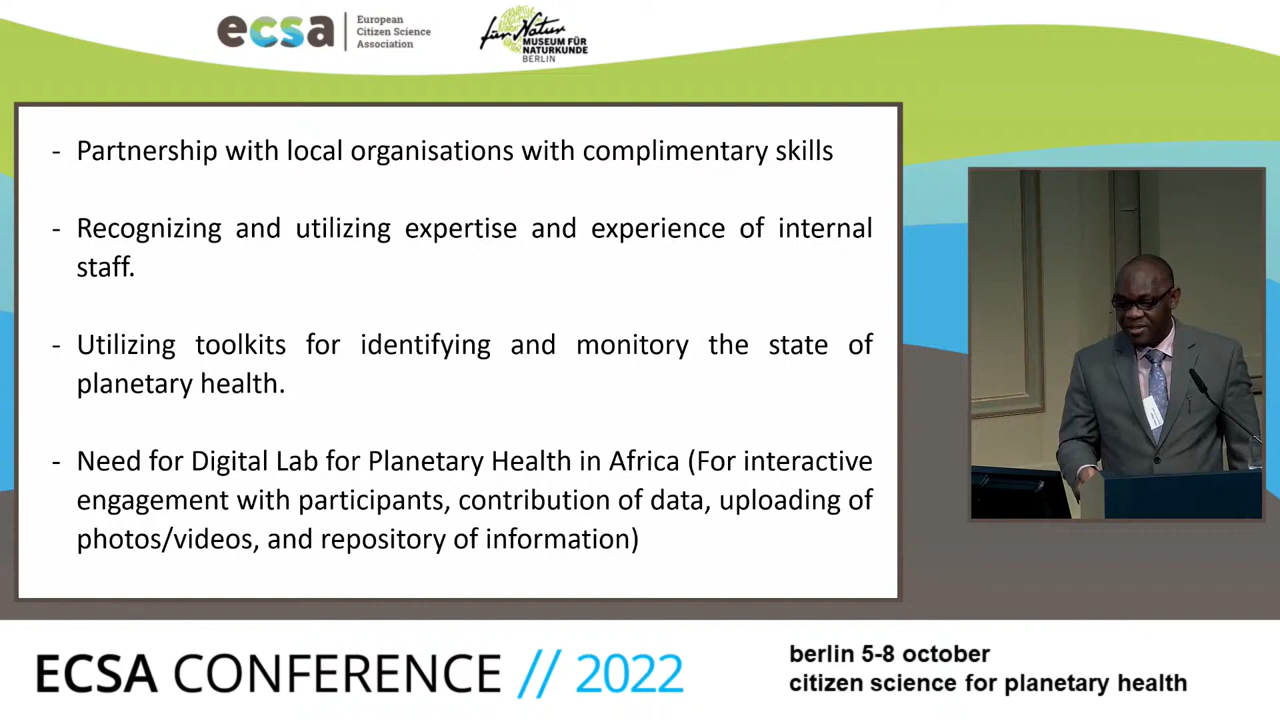 ecsa
European
Citizen Science
Association
für Natur
MUSEUM FÜR
NATURKUNDE
BERLIN
- Partnership with local organisations with complimentary skills
- Recognizing and utilizing expertise and experience of internal
staff.
- Utilizing toolkits for identifying and monitory the state of
planetary health.
- Need for Digital Lab for Planetary Health in Africa (For interactive
engagement with participants, contribution of data, uploading of
photos/videos, and repository of information)
ECSA CONFERENCE // 2022
berlin 5-8 october
citizen science for planetary health